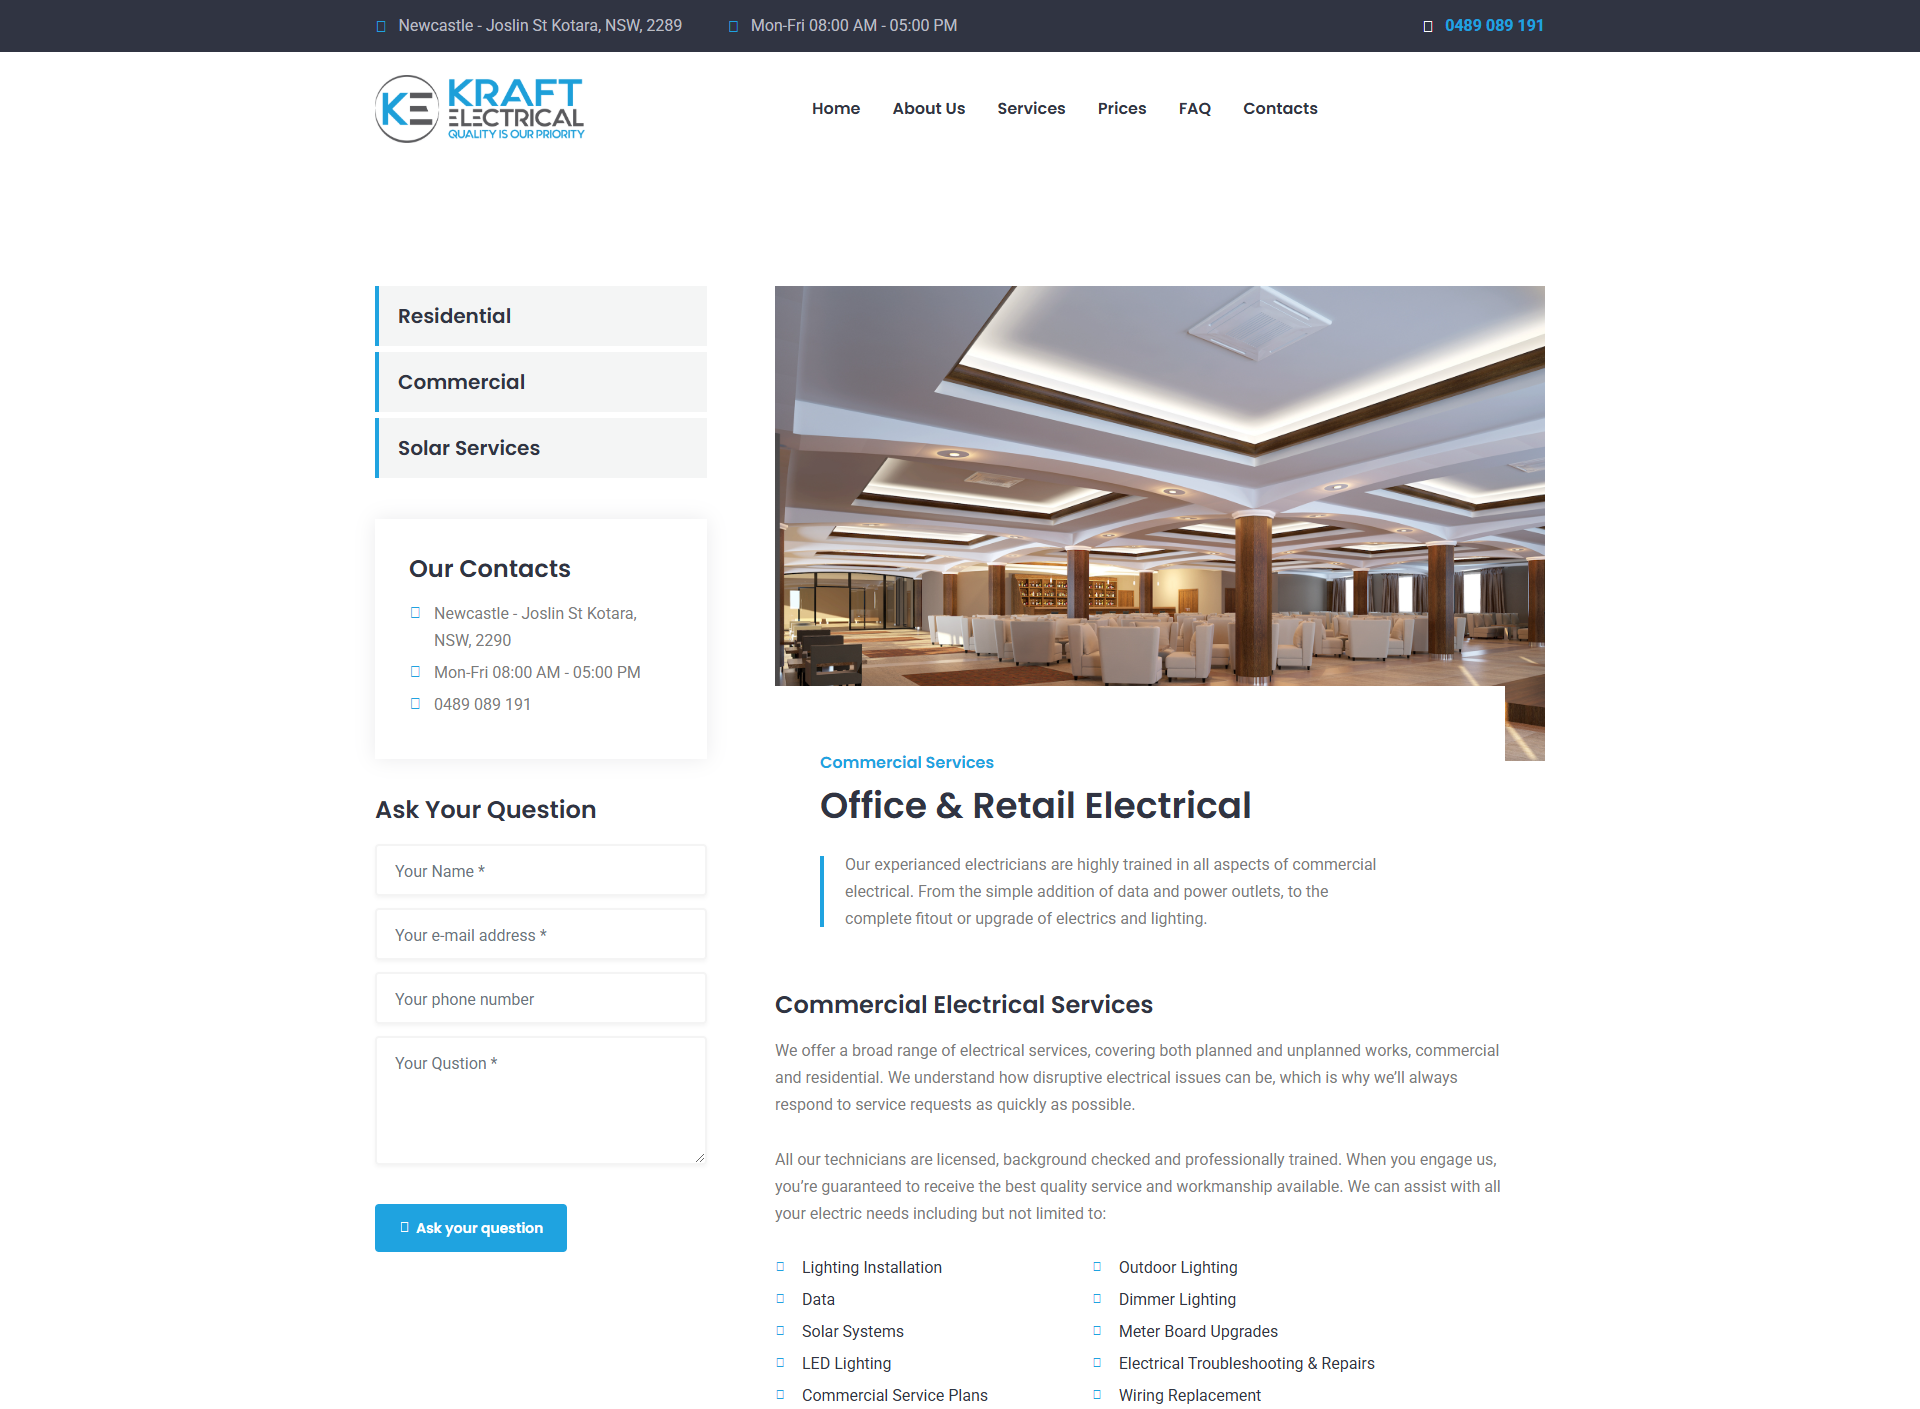 Newcastle - Joslin St Kotara, NSW, 2289
Mon-Fri 08:00 AM - 05:00 PM
0489 089 191
KE
KRAFT
ELECTRICAL
QUALITY IS OUR PRIORITY
Home
About Us
Services
Prices
FAQ
Contacts
Residential
Commercial
Solar Services
Our Contacts
Newcastle - Joslin St Kotara,
NSW, 2290
Mon-Fri 08:00 AM - 05:00 PM
0489 089 191
Ask Your Question
Your Name *
Your e-mail address *
Your phone number
Your Qustion *
Ask your question
Commercial Services
Office & Retail Electrical
Our experianced electricians are highly trained in all aspects of commercial
electrical. From the simple addition of data and power outlets, to the
complete fitout or upgrade of electrics and lighting.
Commercial Electrical Services
We offer a broad range of electrical services, covering both planned and unplanned works, commercial
and residential. We understand how disruptive electrical issues can be, which is why we’ll always
respond to service requests as quickly as possible.
All our technicians are licensed, background checked and professionally trained. When you engage us,
you’re guaranteed to receive the best quality service and workmanship available. We can assist with all
your electric needs including but not limited to:
Lighting Installation
Data
Solar Systems
LED Lighting
Commercial Service Plans
Outdoor Lighting
Dimmer Lighting
Meter Board Upgrades
Electrical Troubleshooting & Repairs
Wiring Replacement